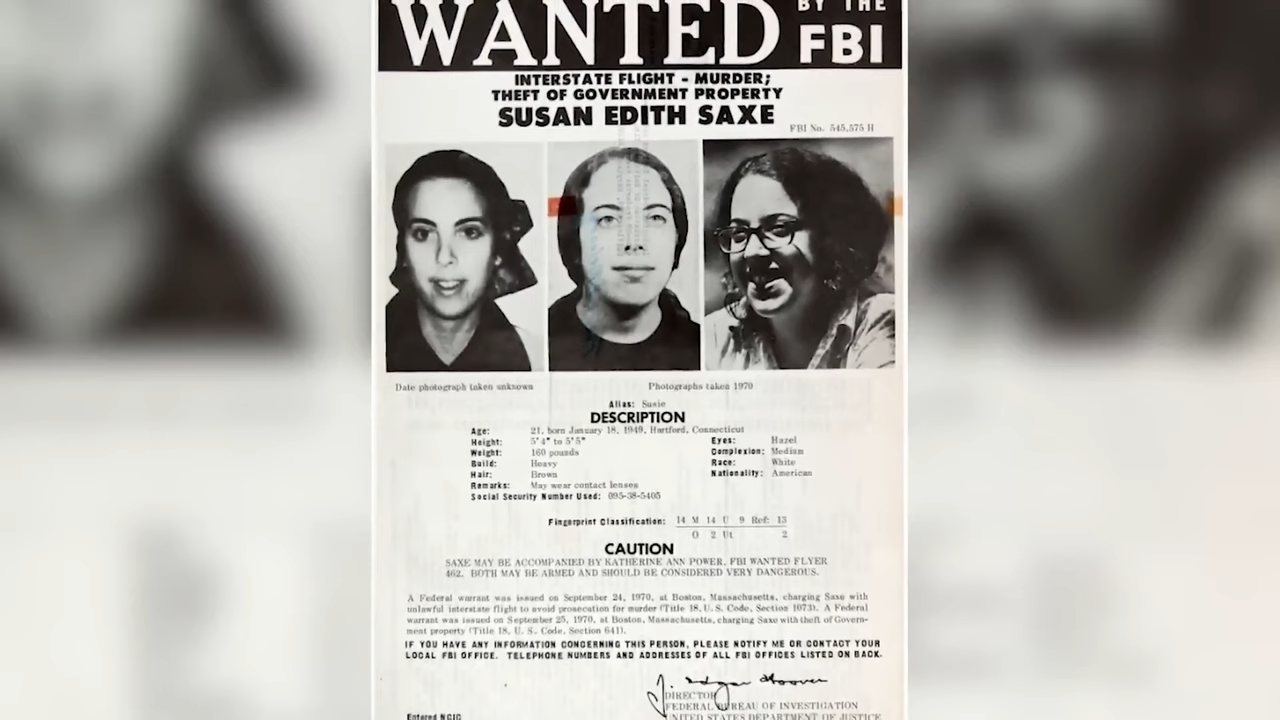 WANTED BY THE FBI
INTERSTATE FLIGHT - MURDER;
THEFT OF GOVERNMENT PROPERTY
SUSAN EDITH SAXE
FBI No. 545,575 H
Date photograph taken unknown
Photographs taken 1970
Alias: Susie
DESCRIPTION
Age: 21, born January 18, 1949, Hartford, Connecticut
Height: 5'4" to 5'5" Eyes: Hazel
Weight: 160 pounds Complexion: Medium
Build: Heavy Race: White
Hair: Brown Nationality: American
Remarks: May wear contact lenses
Social Security Number Used: 095-38-5405
Fingerprint Classification: 14 M 14 U 9 Ref: 13
O 2 Ut 2
CAUTION
SAXE MAY BE ACCOMPANIED BY KATHERINE ANN POWER, FBI WANTED FLYER
462. BOTH MAY BE ARMED AND SHOULD BE CONSIDERED VERY DANGEROUS.
A Federal warrant was issued on September 24, 1970, at Boston, Massachusetts, charging Saxe with
unlawful interstate flight to avoid prosecution for murder (Title 18, U. S. Code, Section 1073). A Federal
warrant was issued on September 25, 1970, at Boston, Massachusetts, charging Saxe with theft of Govern-
ment property (Title 18, U. S. Code, Section 641).
IF YOU HAVE ANY INFORMATION CONCERNING THIS PERSON, PLEASE NOTIFY ME OR CONTACT YOUR
LOCAL FBI OFFICE. TELEPHONE NUMBERS AND ADDRESSES OF ALL FBI OFFICES LISTED ON BACK.
J. Edgar Hoover
DIRECTOR
FEDERAL BUREAU OF INVESTIGATION
UNITED STATES DEPARTMENT OF JUSTICE
Entered NCIC